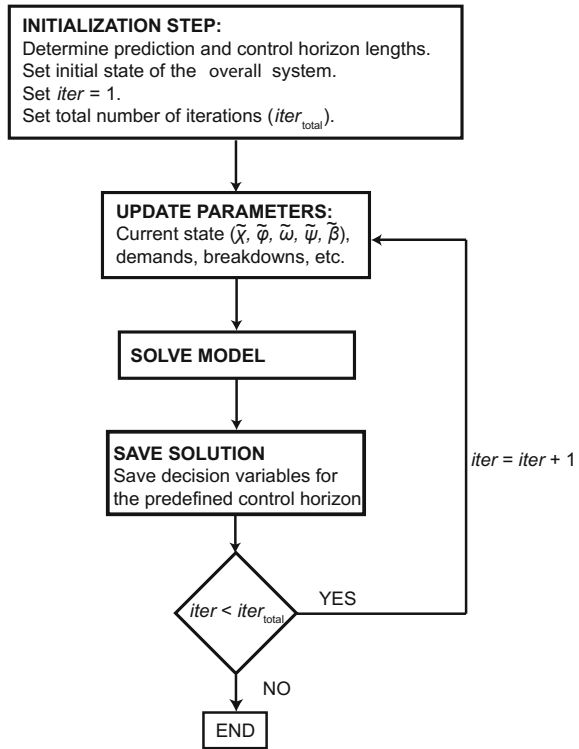 INITIALIZATION STEP:
Determine prediction and control horizon lengths.
Set initial state of the overall system.
Set iter = 1.
Set total number of iterations (iter_total).
UPDATE PARAMETERS:
Current state (χ̃, φ̃, ω̃, ψ̃, β̃),
demands, breakdowns, etc.
SOLVE MODEL
SAVE SOLUTION
Save decision variables for
the predefined control horizon
iter = iter + 1
iter < iter_total
YES
NO
END